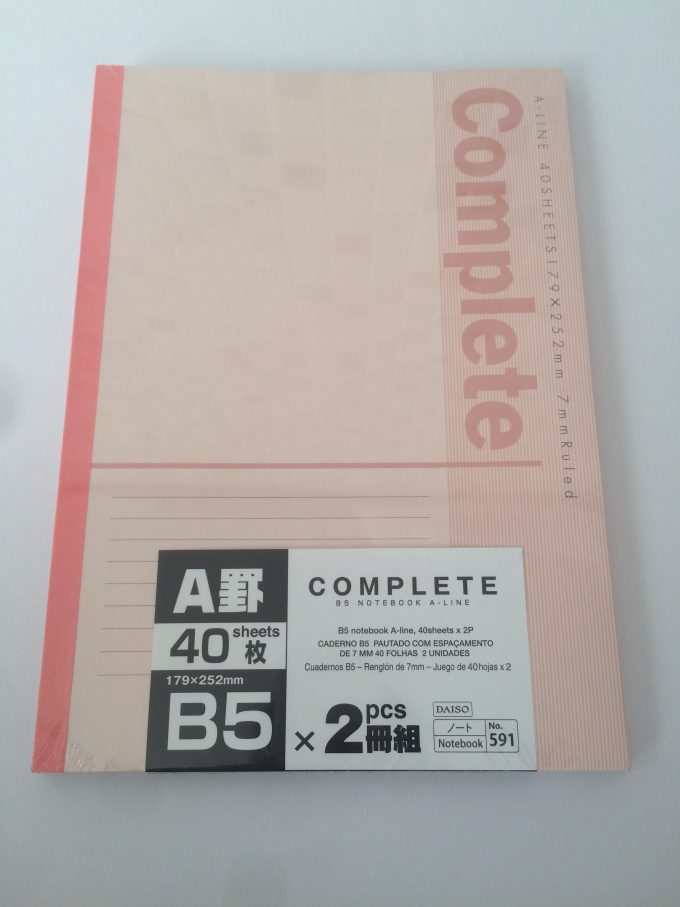 Complete
A-LINE 40SHEETS 179×252mm 7mmRuled
A罫
40 sheets 枚
179×252mm
B5
× 2 pcs 冊組
COMPLETE
B5 NOTEBOOK A-LINE
B5 notebook A-line, 40sheets x 2P
CADERNO B5 PAUTADO COM ESPAÇAMENTO
DE 7 MM 40 FOLHAS 2 UNIDADES
Cuadernos B5 – Renglón de 7mm – Juego de 40hojas x 2
DAISO
ノート
Notebook
No.
591